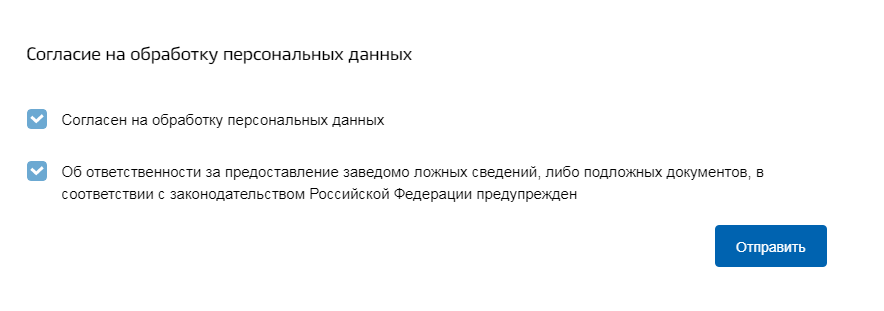 Согласие на обработку персональных данных
Согласен на обработку персональных данных
Об ответственности за предоставление заведомо ложных сведений, либо подложных документов, в
соответствии с законодательством Российской Федерации предупрежден
Отправить